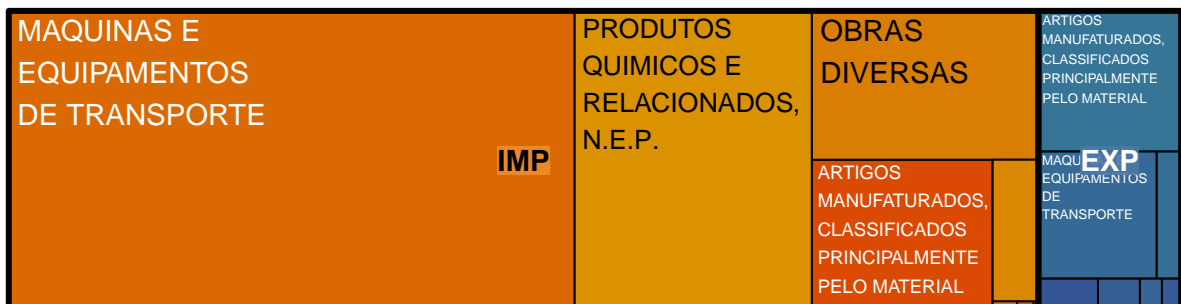 MAQUINAS E
EQUIPAMENTOS
DE TRANSPORTE
IMP
PRODUTOS
QUIMICOS E
RELACIONADOS,
N.E.P.
OBRAS
DIVERSAS
ARTIGOS
MANUFATURADOS,
CLASSIFICADOS
PRINCIPALMENTE
PELO MATERIAL
ARTIGOS
MANUFATURADOS,
CLASSIFICADOS
PRINCIPALMENTE
PELO MATERIAL
EXP
EQUIPAMENTOS
DE
TRANSPORTE